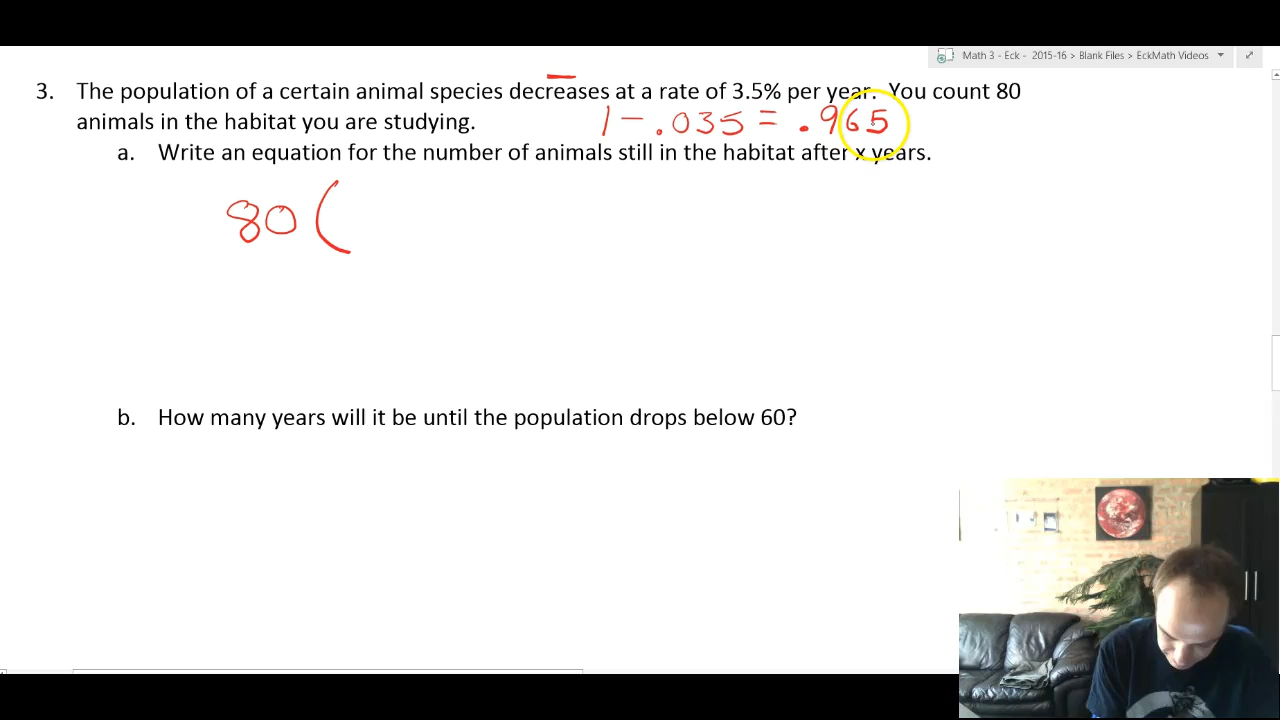 Math 3 - Eck - 2015-16 > Blank Files > EckMath Videos
3. The population of a certain animal species decreases at a rate of 3.5% per year. You count 80
animals in the habitat you are studying.
1 - .035 = .965
a. Write an equation for the number of animals still in the habitat after x years.
80 (
b. How many years will it be until the population drops below 60?